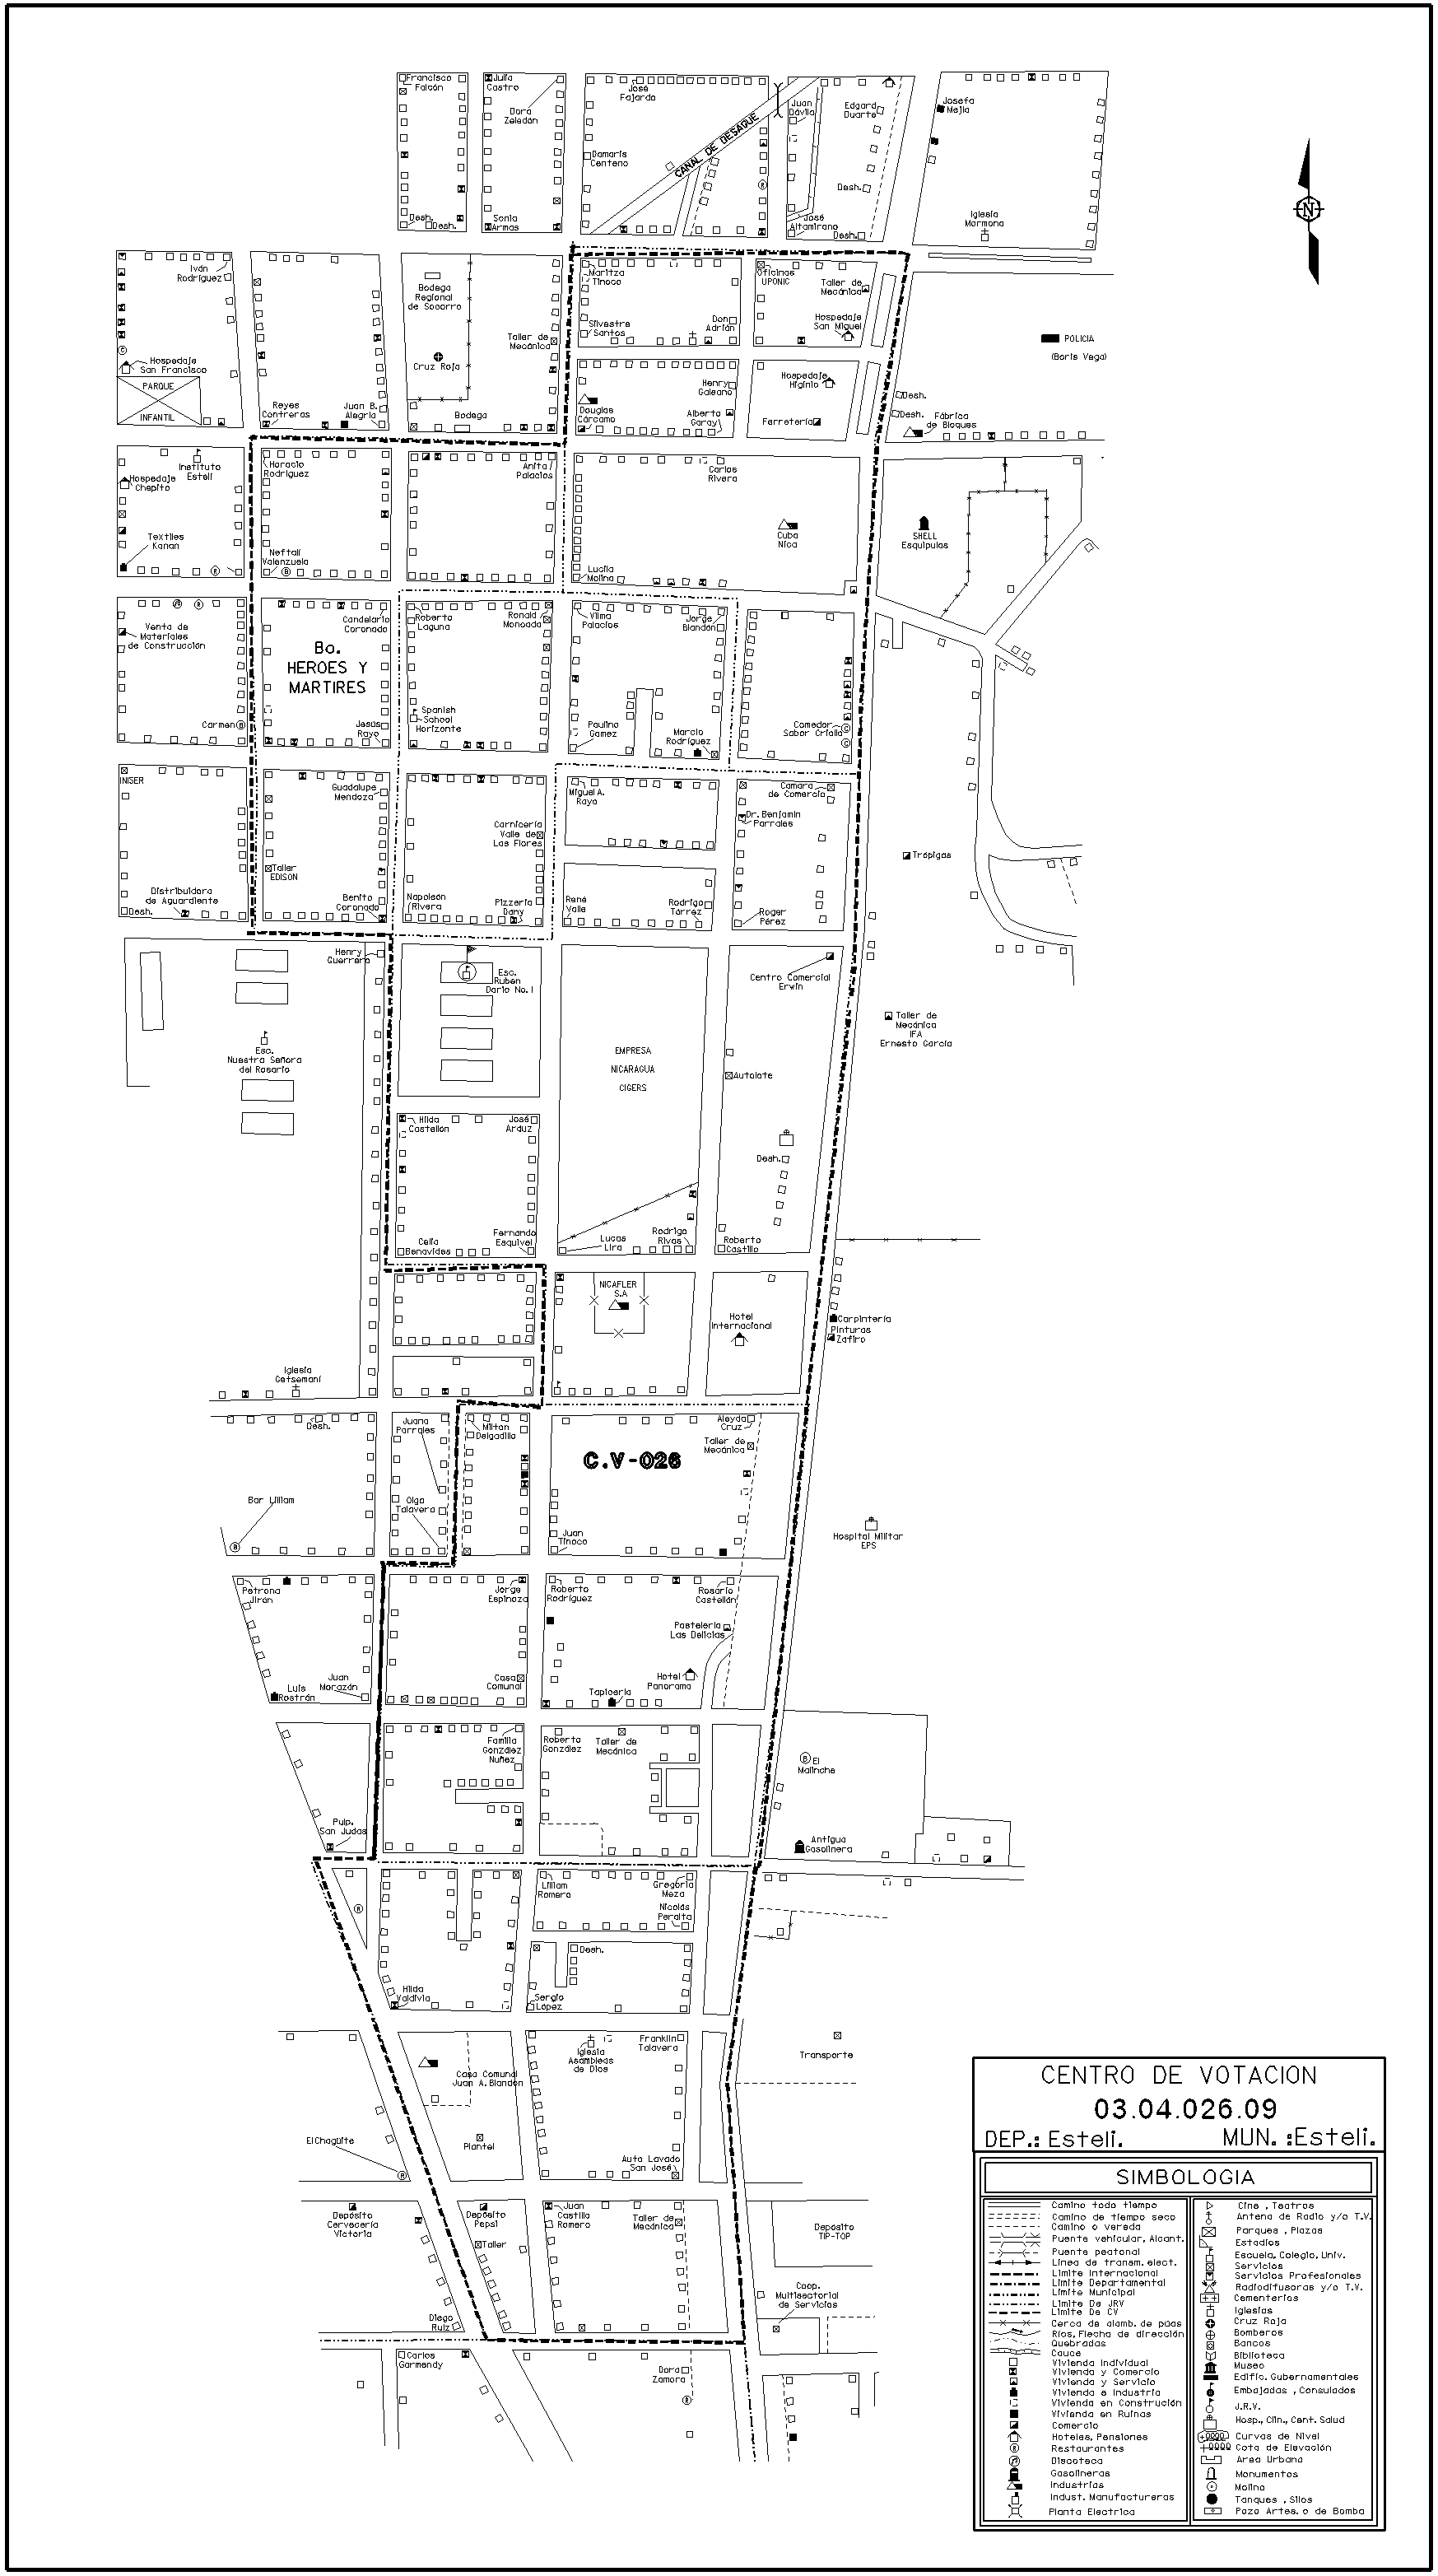 Francisco
Falcón
Julia
Castro
Dora
Zeledán
José
Fajardo
Juan
Dávila
Edgard
Duarte
Josefa
Mejía
Damaris
Centeno
CANAL DE DESAGUE
Desh.
Desh.
Desh.
Sonia
Armas
José
Altamirano
Desh.
Iglesia
Mormona
N
Iván
Rodríguez
Bodega
Regional
de Socorro
Maritza
Tinoco
Oficinas
UPONIC
Taller de
Mecánica
Silvestre
Santos
Don
Adrián
Hospedaje
San Miguel
Taller de
Mecánica
POLICIA
(Boris Vega)
Hospedaje
San Francisco
PARQUE
INFANTIL
Cruz Roja
Henry
Galeano
Hospedaje
Higinio
Desh.
Reyes
Contreras
Juan B.
Alegría
Bodega
Douglas
Cárcamo
Alberto
Garay
Ferretería
Desh.
Fábrica
de Bloques
Instituto
Estelí
Hospedaje
Chepito
Horacio
Rodríguez
Anita
Palacios
Carlos
Rivera
Textiles
Kanan
Neftalí
Valenzuela
Cuba
Nica
SHELL
Esquipulas
Lucila
Molina
Venta de
Materiales
de Construcción
Candelario
Coronado
Bo.
HEROES Y
MARTIRES
Roberto
Laguna
Ronald
Moncada
Vilma
Palacios
Jorge
Blandón
Carmen
Jesús
Rayo
Spanish
School
Horizonte
Paulino
Gamez
Marcio
Rodríguez
Comedor
Sabor Criollo
INISER
Guadalupe
Mendoza
Miguel A.
Raya
Camara
de Comercio
Dr. Benjamin
Parrales
Carnicería
Valle de
Las Flores
Trópigas
Taller
EDISON
Distribuidora
de Aguardiente
Desh.
Benito
Coronado
Napoleón
Rivera
Pizzería
Dany
René
Valle
Rodrigo
Tórrez
Roger
Pérez
Henry
Guerrero
Esc.
Ruben
Dario No. I
Centro Comercial
Erwin
Esc.
Nuestra Señora
del Rosario
EMPRESA
NICARAGUA
CIGERS
Taller de
Mecánica
IFA
Ernesto García
Autolote
Hilda
Castellón
José
Arduz
Desh.
Celia
Benavides
Fernando
Esquivel
Lucas
Lira
Rodrigo
Rivas
Roberto
Castillo
NICAFLER
S.A
Hotel
Internacional
Carpintería
Pinturas
Zafiro
Iglesia
Getsemaní
Desh.
Juana
Parrales
Miltan
Delgadillo
Aleyda
Cruz
Taller de
Mecánica
C.V-026
Bar Lilliam
Olga
Talavera
Juan
Tinoco
Hospital Militar
EPS
Petrona
Jirón
Jorge
Espinoza
Roberto
Rodríguez
Rosario
Castellón
Pastelería
Las Delicias
Luis
Rostrán
Juan
Morazán
Casa
Comunal
Tapicería
Hotel
Panorama
Familia
González
Nuñez
Roberto
González
Taller de
Mecánica
El
Malinche
Pulp.
San Judas
Antigua
Gasolinera
Lilliam
Romero
Gregoria
Meza
Nicolás
Peralta
Desh.
Hilda
Valdivia
Sergio
López
Iglesia
Asambleas
de Dios
Franklin
Talavera
Transporte
Casa Comunal
Juan A. Blandón
El Chagüite
Plantel
Auto Lavado
San José
Depósito
Cervecería
Victoria
Depósito
Pepsi
Taller
Juan
Castilla
Romero
Taller de
Mecánica
Depósito
TIP-TOP
Coop.
Multisectorial
de Servicios
Diego
Ruiz
Carlos
Garmendy
Dora
Zamora
CENTRO DE VOTACION
03.04.026.09
DEP.: Esteli. MUN. :Esteli.
SIMBOLOGIA
Camino todo tiempo
Camino de tiempo seco
Camino o vereda
Puente vehicular, Alcant.
Puente peatonal
Línea de transm. elect.
Limite Internacional
Limite Departamental
Limite Municipal
Limite De JRV
Limite De CV
Cerca de alamb. de púas
Ríos, Flecha de dirección
Quebradas
Cauce
Vivienda Individual
Vivienda y Comercio
Vivienda y Servicio
Vivienda e Industria
Vivienda en Construción
Vivienda en Ruinas
Comercio
Hoteles, Pensiones
Restaurantes
Discoteca
Gasolineras
Industrias
Indust. Manufactureras
Planta Electrica
Cine , Teatros
Antena de Radio y/o T.V.
Parques , Plazas
Estadios
Escuela, Colegio, Univ.
Servicios
Servicios Profesionales
Radiodifusoras y/o T.V.
Cementerios
Iglesias
Cruz Roja
Bomberos
Bancos
Biblioteca
Museo
Edific. Gubernamentales
Embajadas , Consulados
J.R.V.
Hosp., Clín., Cent. Salud
Curvas de Nivel
Cota de Elevación
Area Urbana
Monumentos
Molino
Tanques , Silos
Pozo Artes. o de Bomba